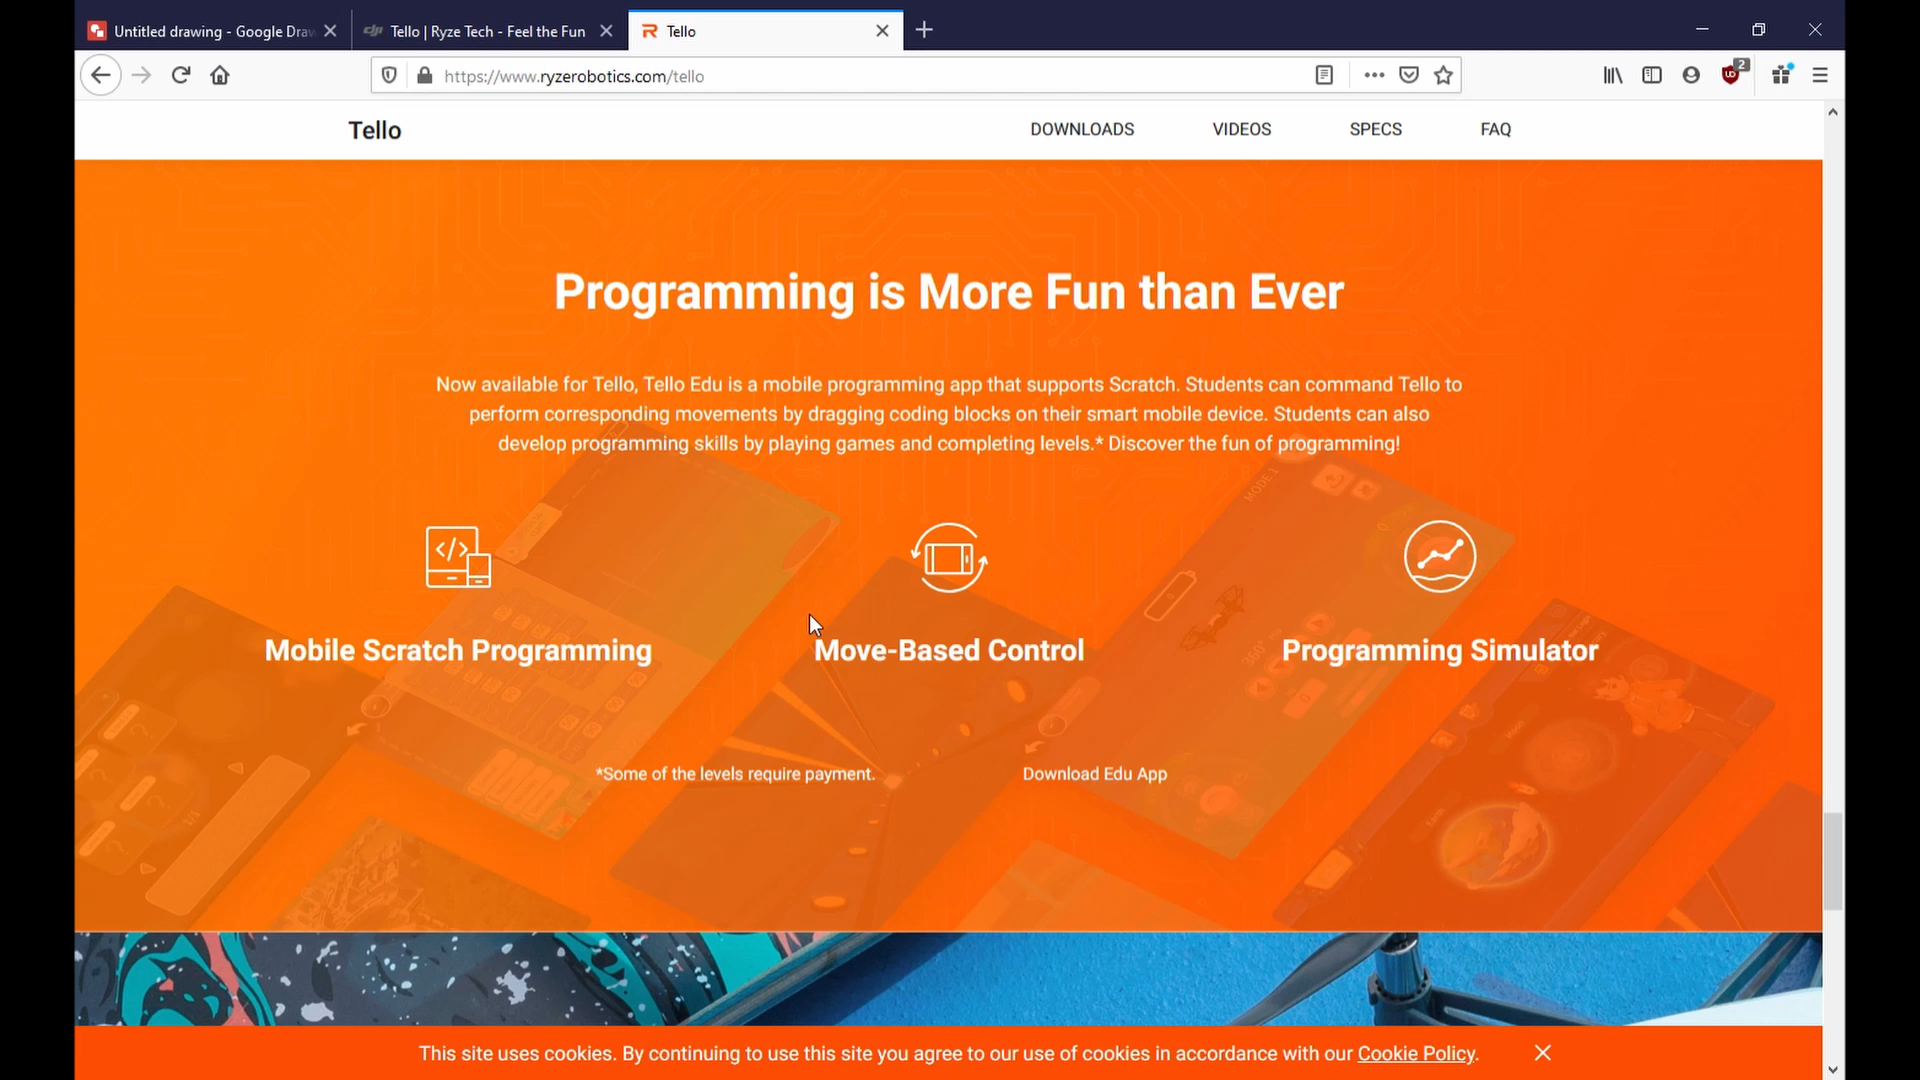 Untitled drawing - Google Draw
Tello | Ryze Tech - Feel the Fun
Tello
https://www.ryzerobotics.com/tello
2
Tello
DOWNLOADS
VIDEOS
SPECS
FAQ
Programming is More Fun than Ever
Now available for Tello, Tello Edu is a mobile programming app that supports Scratch. Students can command Tello to
perform corresponding movements by dragging coding blocks on their smart mobile device. Students can also
develop programming skills by playing games and completing levels.* Discover the fun of programming!
MODE 1
Mobile Scratch Programming
Move-Based Control
Programming Simulator
*Some of the levels require payment.
Download Edu App
This site uses cookies. By continuing to use this site you agree to our use of cookies in accordance with our Cookie Policy.